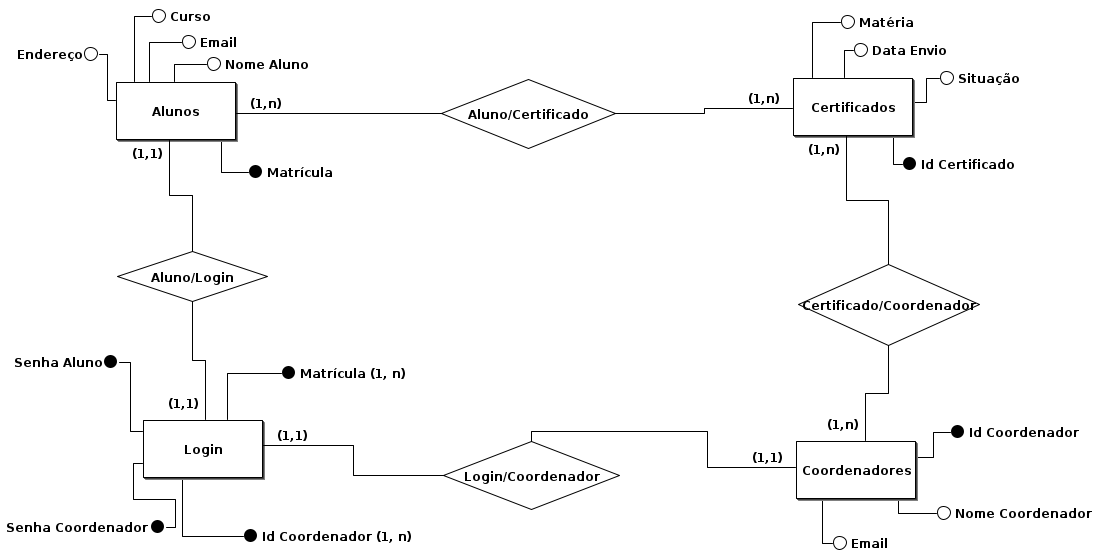 Curso
Email
Endereço
Nome Aluno
Alunos
(1,n)
Aluno/Certificado
(1,n)
Matéria
Data Envio
Situação
Certificados
(1,1)
Matrícula
(1,n)
Id Certificado
Aluno/Login
Certificado/Coordenador
Senha Aluno
Matrícula (1, n)
(1,1)
Login
(1,1)
Login/Coordenador
(1,1)
(1,n)
Id Coordenador
Coordenadores
Senha Coordenador
Id Coordenador (1, n)
Nome Coordenador
Email